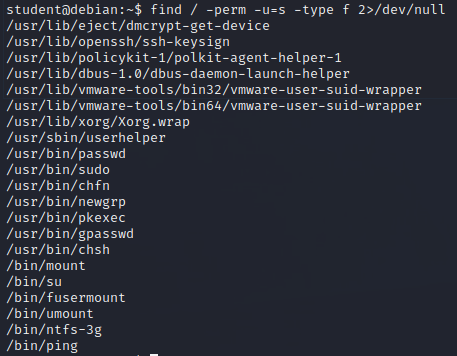 student@debian:~$ find / -perm -u=s -type f 2>/dev/null
/usr/lib/eject/dmcrypt-get-device
/usr/lib/openssh/ssh-keysign
/usr/lib/policykit-1/polkit-agent-helper-1
/usr/lib/dbus-1.0/dbus-daemon-launch-helper
/usr/lib/vmware-tools/bin32/vmware-user-suid-wrapper
/usr/lib/vmware-tools/bin64/vmware-user-suid-wrapper
/usr/lib/xorg/Xorg.wrap
/usr/sbin/userhelper
/usr/bin/passwd
/usr/bin/sudo
/usr/bin/chfn
/usr/bin/newgrp
/usr/bin/pkexec
/usr/bin/gpasswd
/usr/bin/chsh
/bin/mount
/bin/su
/bin/fusermount
/bin/umount
/bin/ntfs-3g
/bin/ping